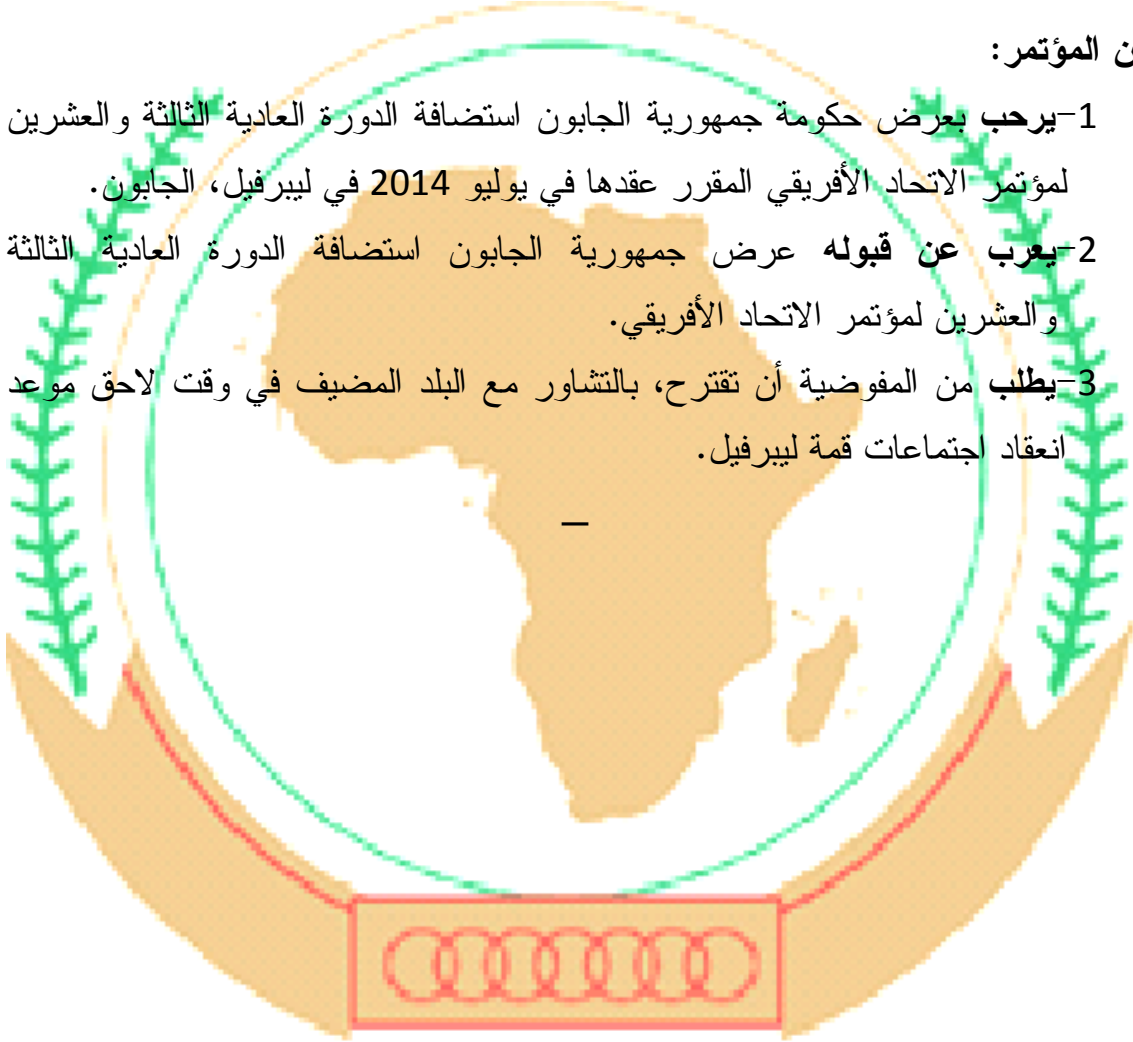 ن المؤتمر:
1-يرحب بعرض حكومة جمهورية الجابون استضافة الدورة العادية الثالثة والعشرين
لمؤتمر الاتحاد الأفريقي المقرر عقدها في يوليو 2014 في ليبرفيل، الجابون.
2-يعرب عن قبوله عرض جمهورية الجابون استضافة الدورة العادية الثالثة
والعشرين لمؤتمر الاتحاد الأفريقي.
3-يطلب من المفوضية أن تقترح، بالتشاور مع البلد المضيف في وقت لاحق موعد
انعقاد اجتماعات قمة ليبرفيل.
–